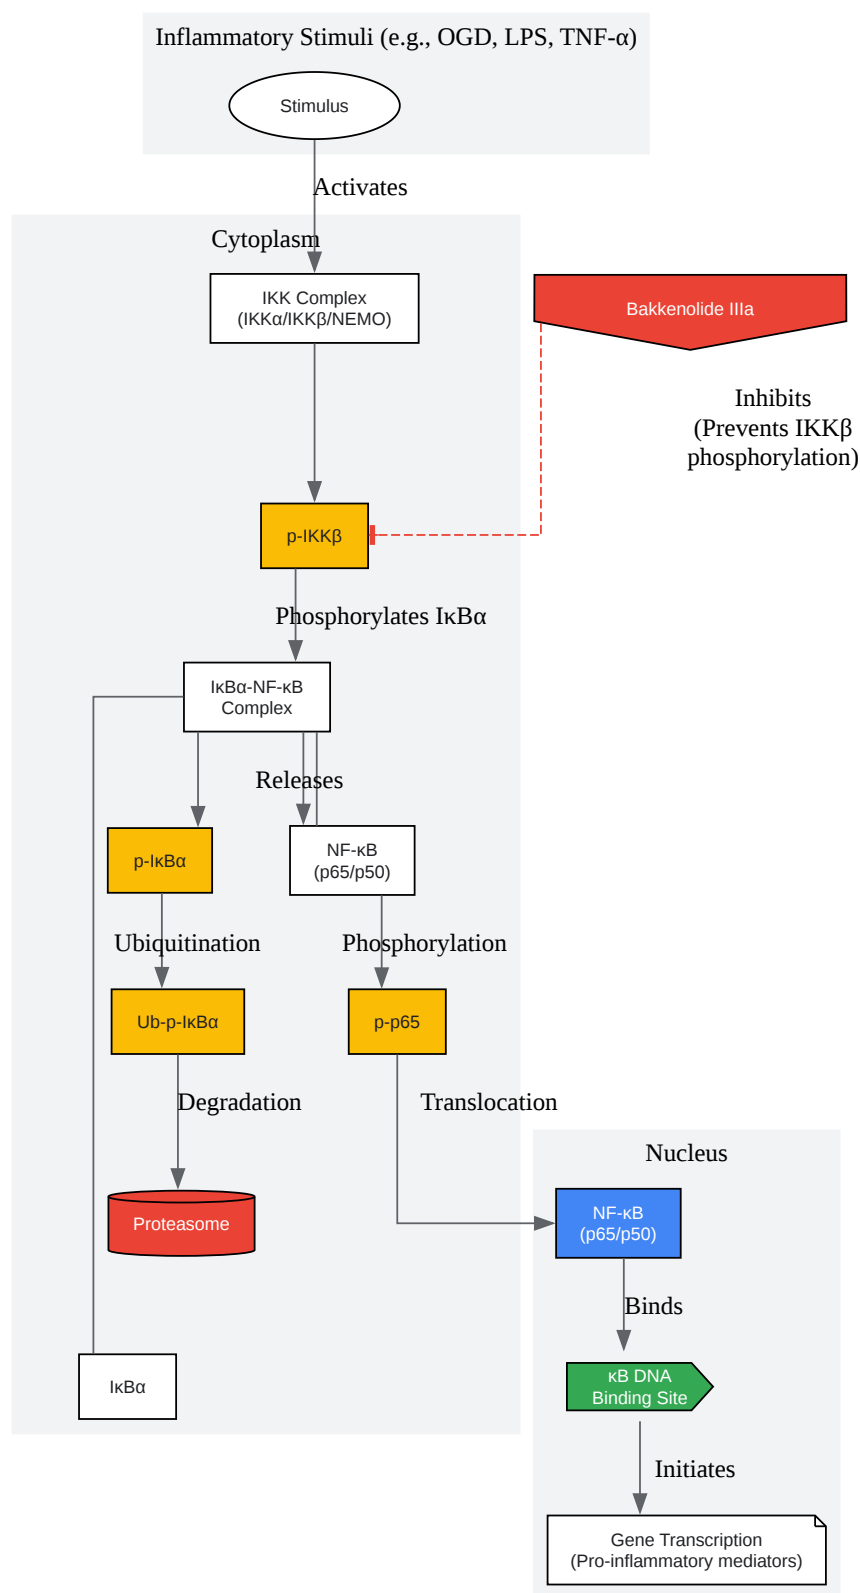 Inflammatory Stimuli (e.g., OGD, LPS, TNF-α)
Stimulus
Activates
Cytoplasm
IKK Complex
(IKKα/IKKβ/NEMO)
Bakkenolide IIIa
Inhibits
(Prevents IKKβ
phosphorylation)
p-IKKβ
Phosphorylates IκBα
IκBα-NF-κB
Complex
Releases
p-IκBα
NF-κB
(p65/p50)
Ubiquitination
Phosphorylation
Ub-p-IκBα
p-p65
Degradation
Translocation
Nucleus
Proteasome
NF-κB
(p65/p50)
Binds
IκBα
κB DNA
Binding Site
Initiates
Gene Transcription
(Pro-inflammatory mediators)